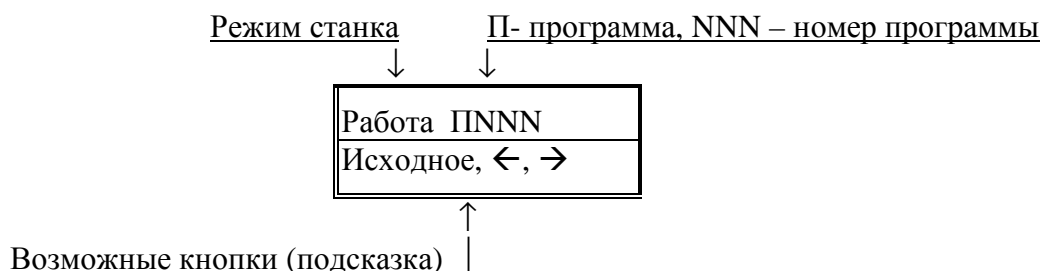 Режим станка П- программа, NNN – номер программы
↓ ↓
Работа ПNNN
Исходное, ←, →
↑
Возможные кнопки (подсказка)